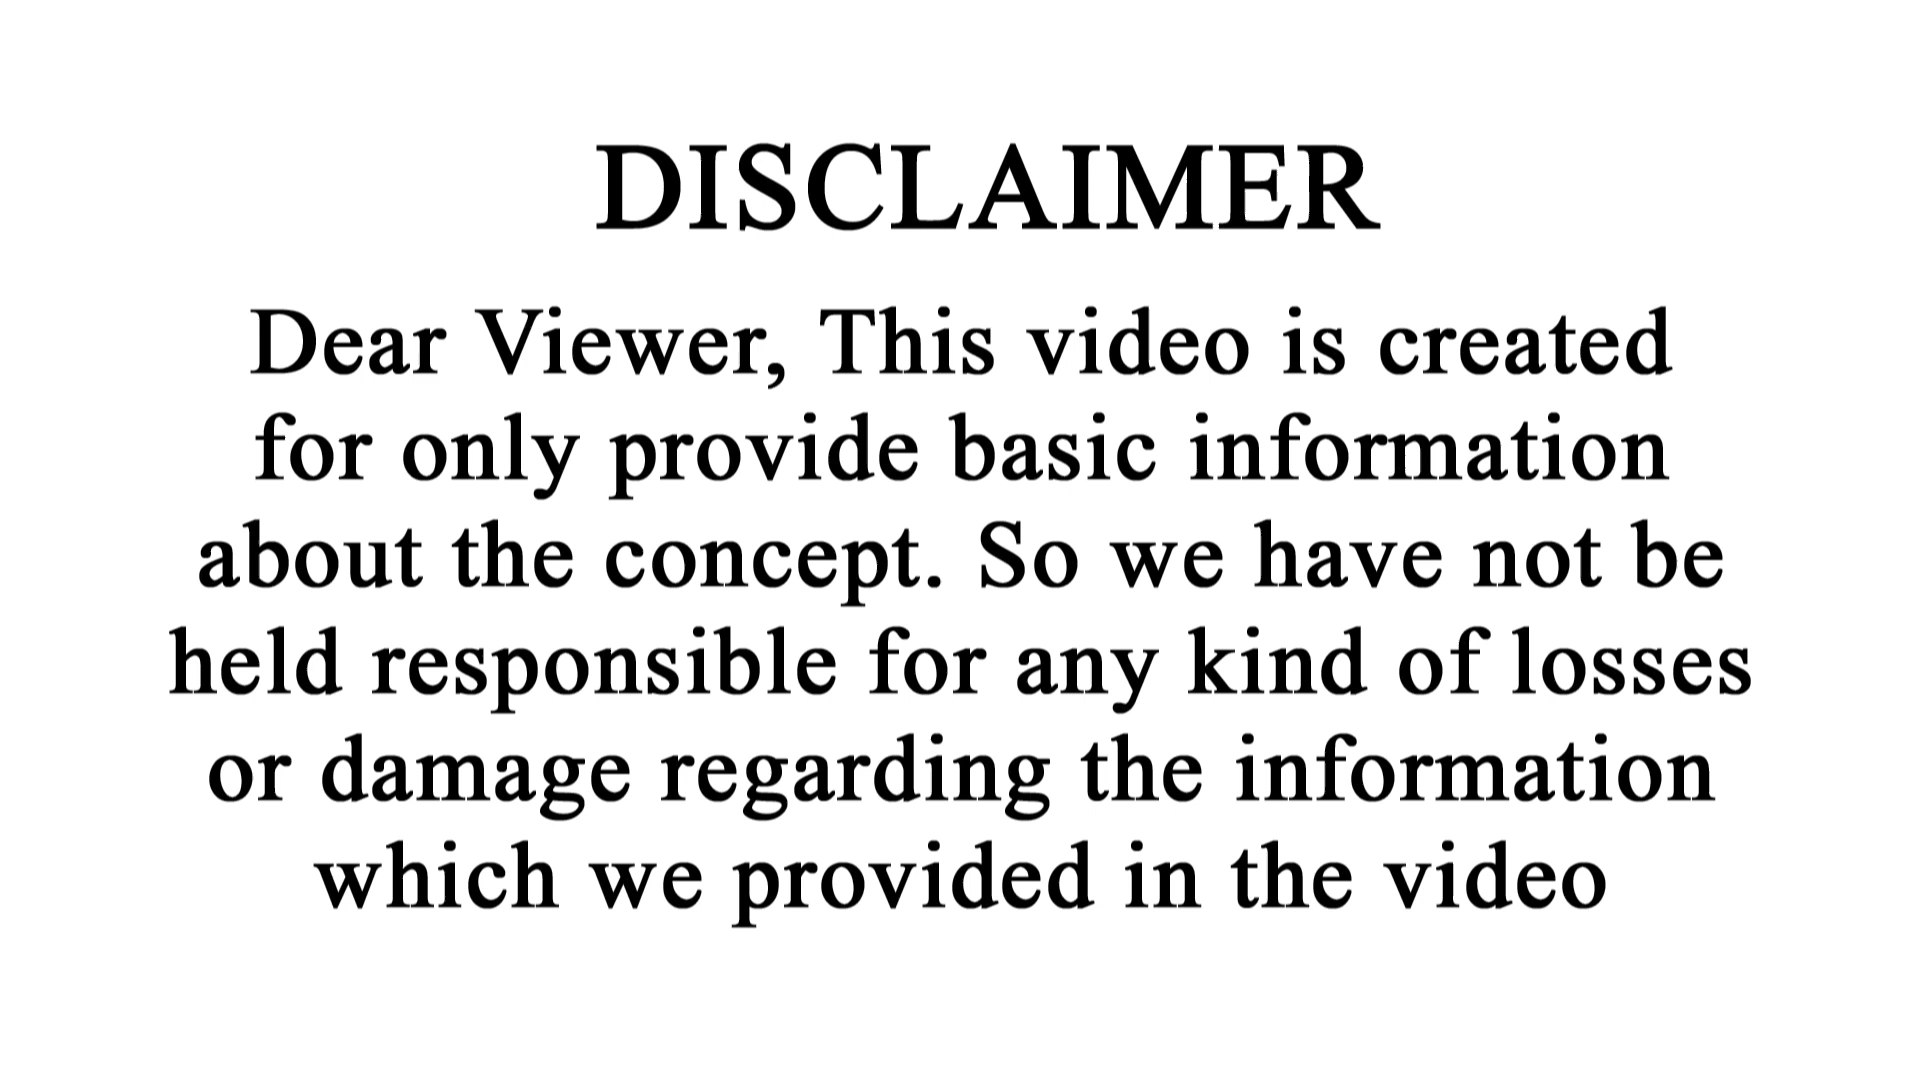 DISCLAIMER
Dear Viewer, This video is created
for only provide basic information
about the concept. So we have not be
held responsible for any kind of losses
or damage regarding the information
which we provided in the video